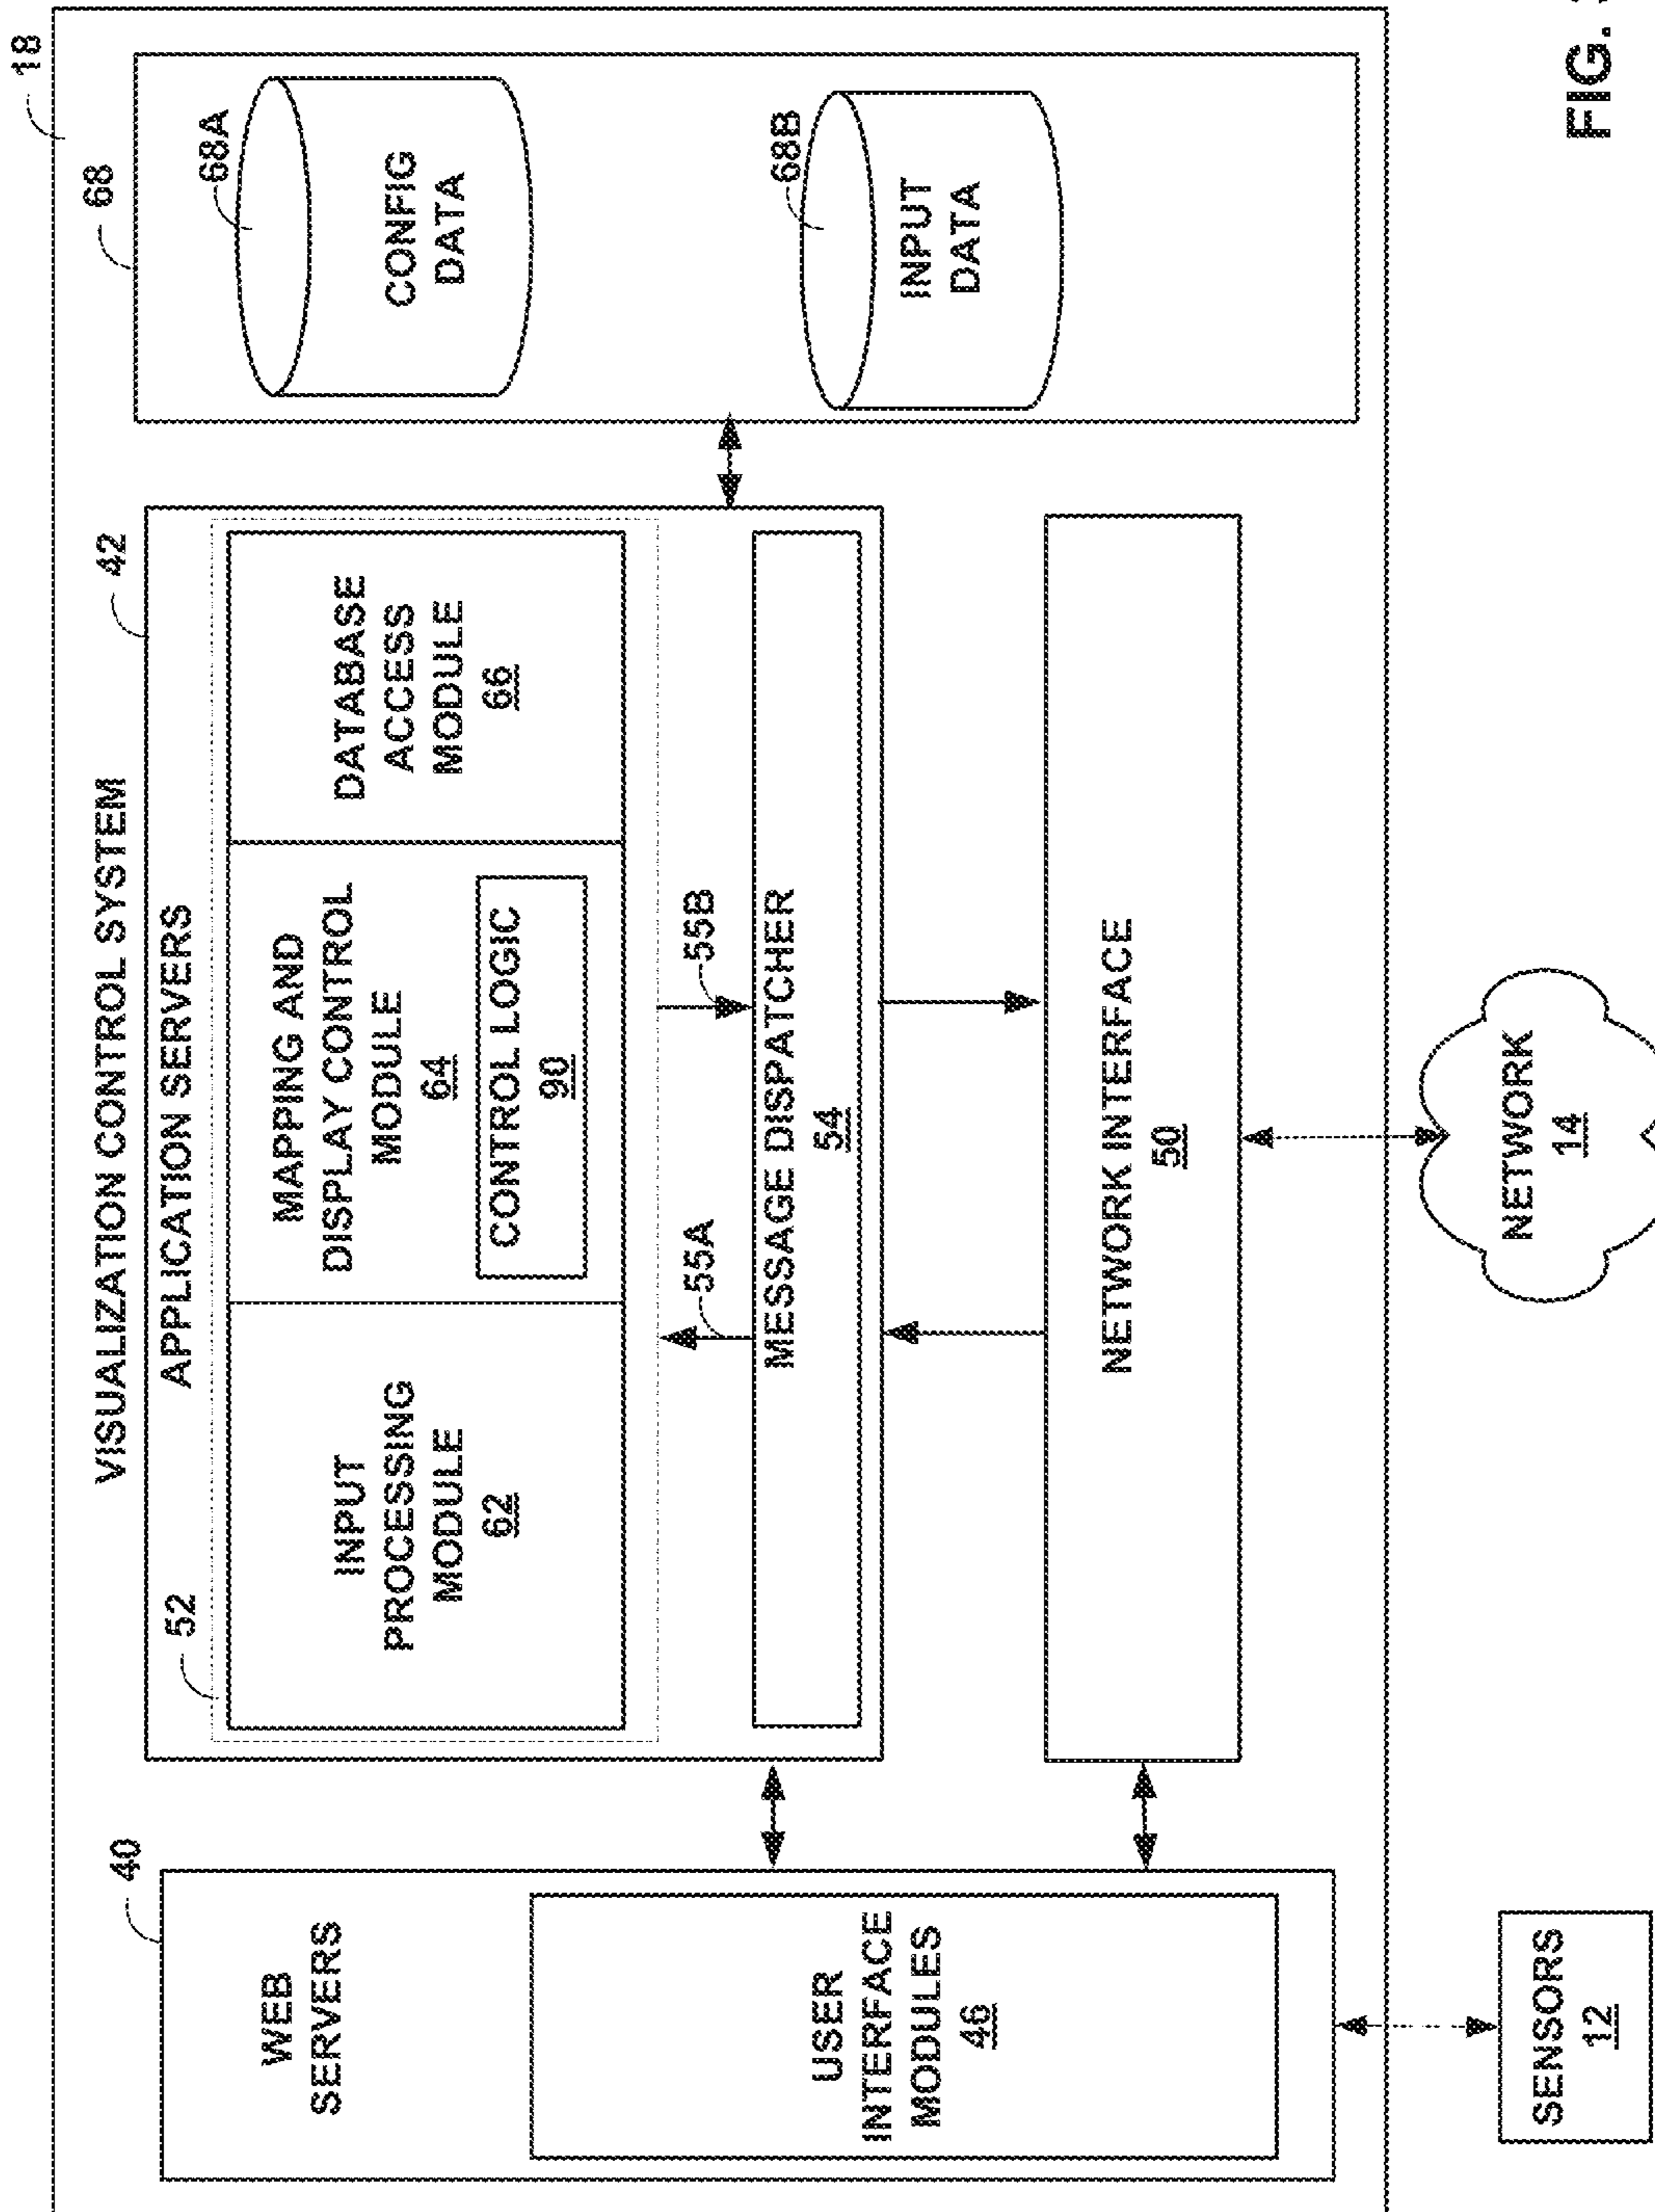 VISUALIZATION CONTROL SYSTEM
18
40
WEB
SERVERS
USER
INTERFACE
MODULES
46
APPLICATION SERVERS
42
52
INPUT
PROCESSING
MODULE
62
MAPPING AND
DISPLAY CONTROL
MODULE
64
CONTROL LOGIC
90
DATABASE
ACCESS
MODULE
66
55A
55B
MESSAGE DISPATCHER
54
NETWORK INTERFACE
50
68
68A
CONFIG
DATA
68B
INPUT
DATA
SENSORS
12
NETWORK
14
FIG.